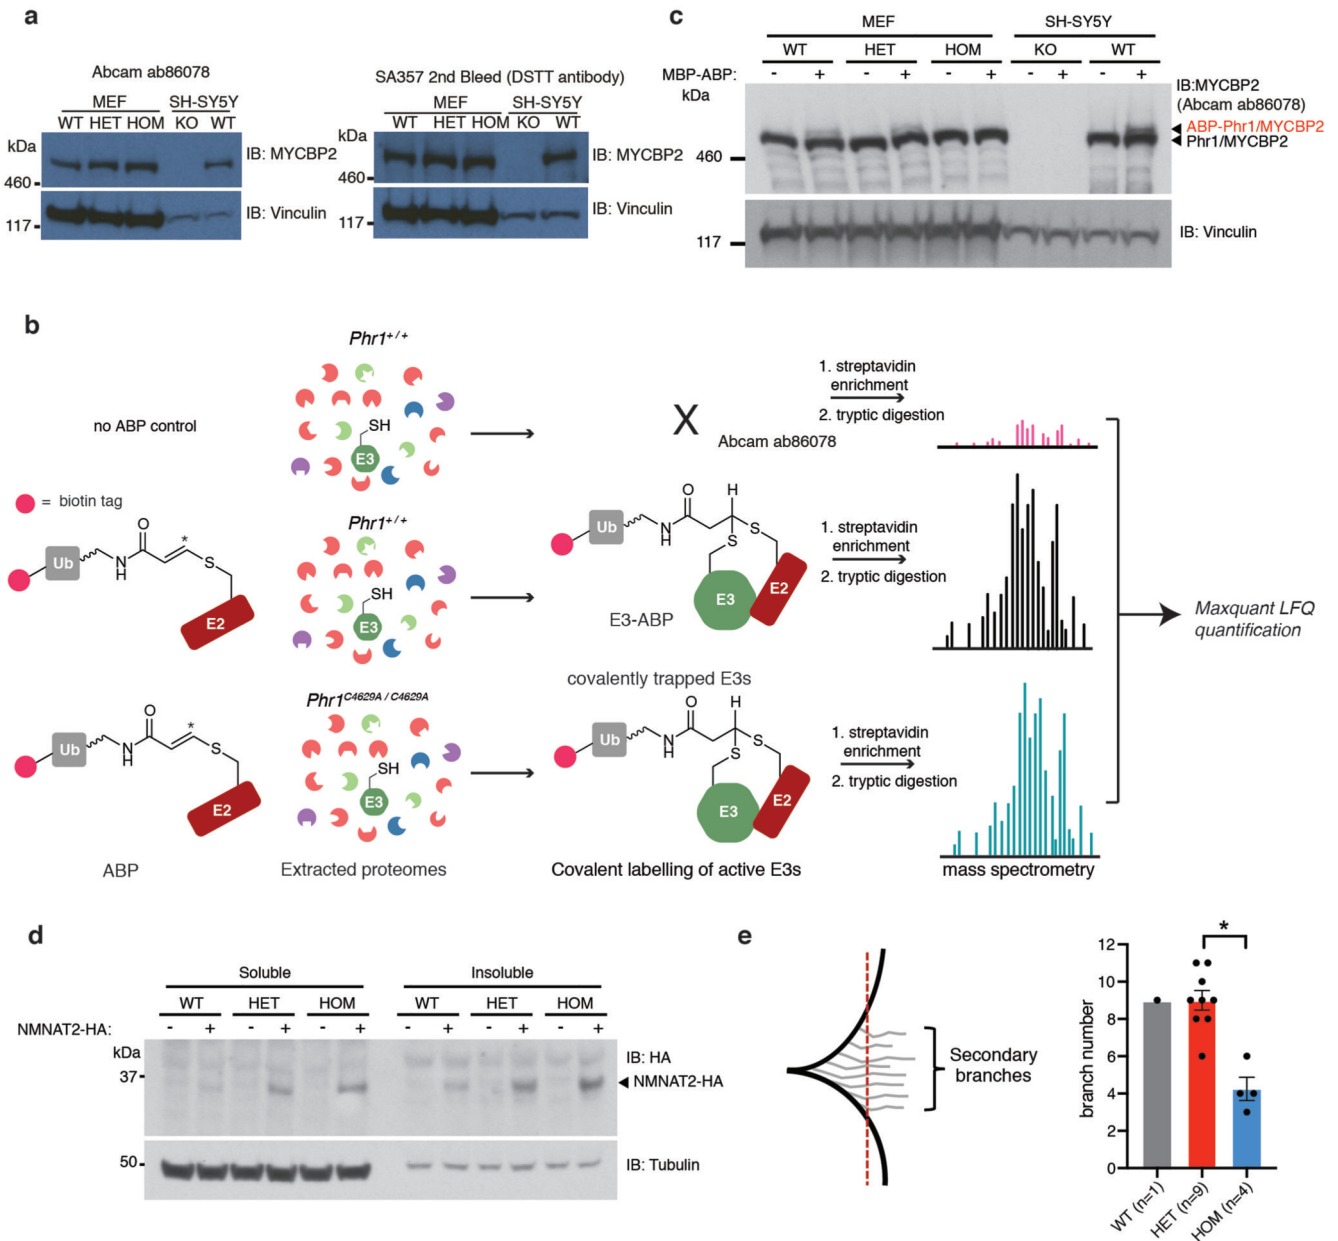 a
Abcam ab86078
MEF
SH-SY5Y
WT HET HOM KO WT
kDa
460
117
IB: MYCBP2
IB: Vinculin
SA357 2nd Bleed (DSTT antibody)
MEF
SH-SY5Y
WT HET HOM KO WT
kDa
460
117
IB: MYCBP2
IB: Vinculin
c
MEF
SH-SY5Y
WT HET HOM KO WT
MBP-ABP: - + - + - + - + - +
kDa
460
117
IB:MYCBP2
(Abcam ab86078)
ABP-Phr1/MYCBP2
Phr1/MYCBP2
IB: Vinculin
b
no ABP control
Phr1+/+
SH
E3
X
Abcam ab86078
1. streptavidin
enrichment
2. tryptic digestion
= biotin tag
Ub
N
H
O
*
S
E2
Phr1+/+
SH
E3
Ub
N
H
O
H
S
S
E3
E2
E3-ABP
1. streptavidin
enrichment
2. tryptic digestion
Maxquant LFQ
quantification
covalently trapped E3s
Ub
N
H
O
*
S
E2
Phr1C4629A / C4629A
SH
E3
Ub
N
H
O
H
S
S
E3
E2
1. streptavidin
enrichment
2. tryptic digestion
ABP
Extracted proteomes
Covalent labelling of active E3s
mass spectrometry
d
Soluble
Insoluble
WT HET HOM WT HET HOM
NMNAT2-HA: - + - + - + - + - + - +
kDa
37
50
IB: HA
NMNAT2-HA
IB: Tubulin
e
Secondary
branches
branch number
12
10
8
6
4
2
0
*
WT (n=1)
HET (n=9)
HOM (n=4)